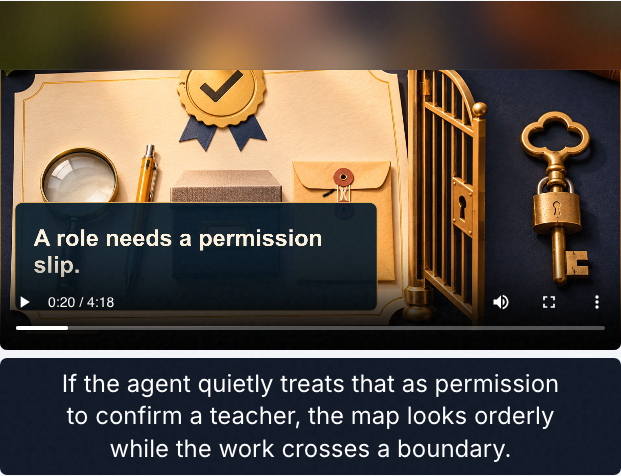 A role needs a permission
slip.
0:20 / 4:18
If the agent quietly treats that as permission
to confirm a teacher, the map looks orderly
while the work crosses a boundary.